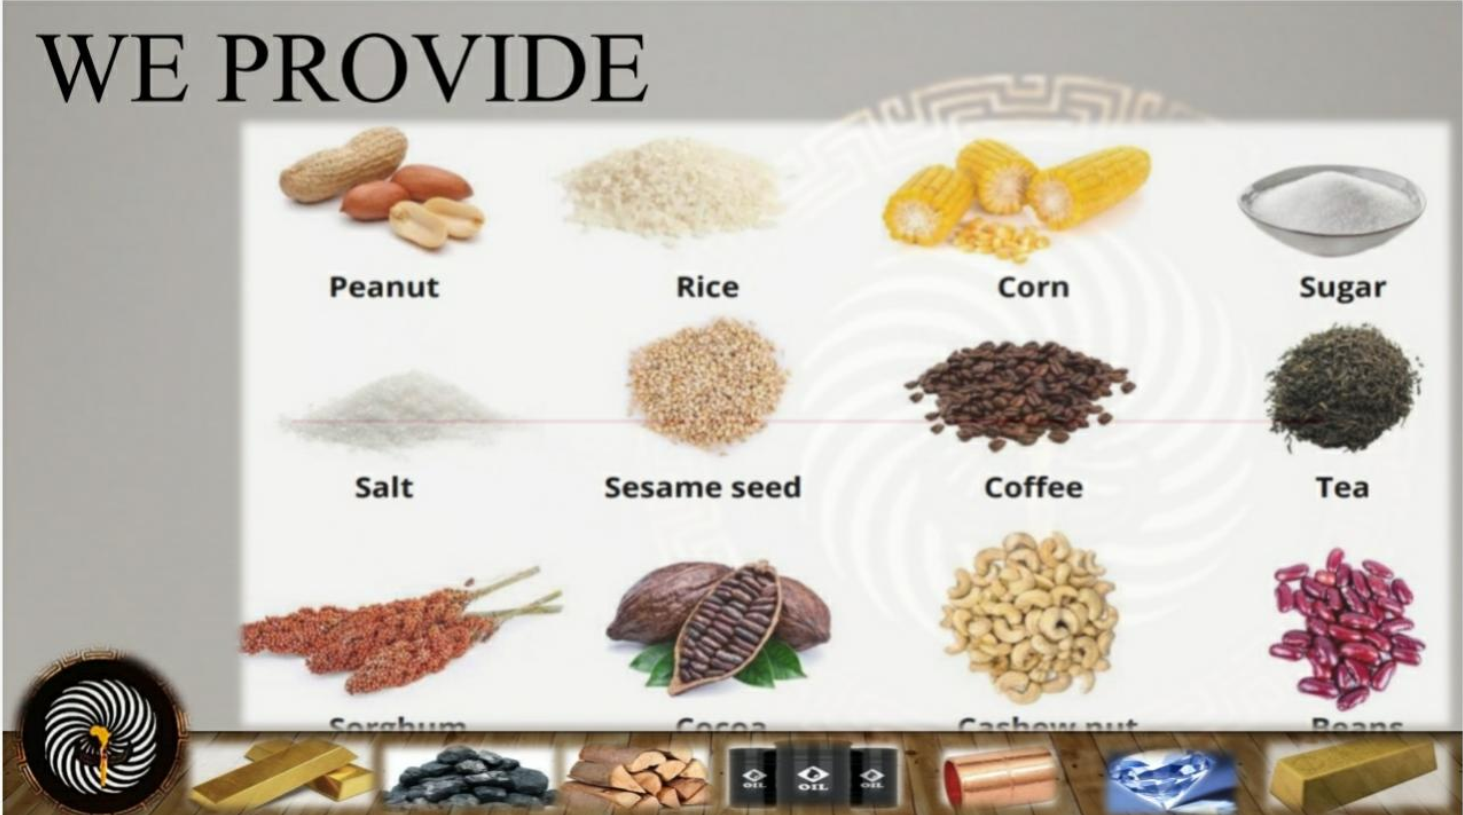 WE PROVIDE
Peanut Rice Corn Sugar
Salt Sesame seed Coffee Tea
Sorghum Cocoa Cashew nut Beans
OIL OIL OIL